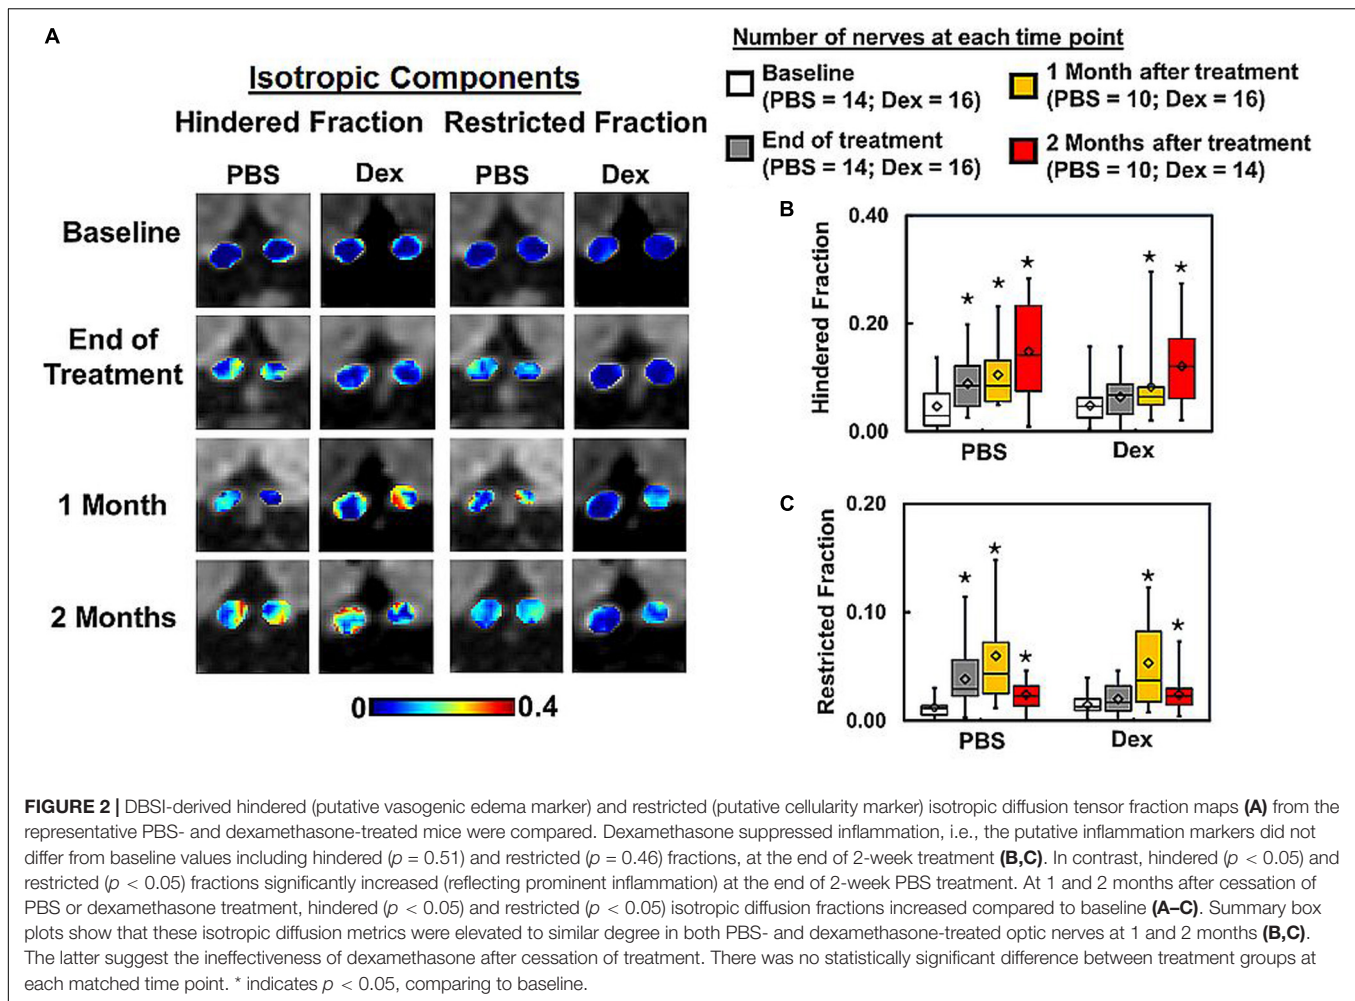 A
Isotropic Components
Hindered Fraction Restricted Fraction
PBS Dex PBS Dex
Baseline
End of
Treatment
1 Month
2 Months
0 0.4
Number of nerves at each time point
Baseline
(PBS = 14; Dex = 16)
1 Month after treatment
(PBS = 10; Dex = 16)
End of treatment
(PBS = 14; Dex = 16)
2 Months after treatment
(PBS = 10; Dex = 14)
B
Hindered Fraction
0.40
0.20
0.00
* * * * *
PBS Dex
C
Restricted Fraction
0.20
0.10
0.00
* * * * *
PBS Dex
FIGURE 2 | DBSI-derived hindered (putative vasogenic edema marker) and restricted (putative cellularity marker) isotropic diffusion tensor fraction maps (A) from the
representative PBS- and dexamethasone-treated mice were compared. Dexamethasone suppressed inflammation, i.e., the putative inflammation markers did not
differ from baseline values including hindered (p = 0.51) and restricted (p = 0.46) fractions, at the end of 2-week treatment (B,C). In contrast, hindered (p < 0.05) and
restricted (p < 0.05) fractions significantly increased (reflecting prominent inflammation) at the end of 2-week PBS treatment. At 1 and 2 months after cessation of
PBS or dexamethasone treatment, hindered (p < 0.05) and restricted (p < 0.05) isotropic diffusion fractions increased compared to baseline (A–C). Summary box
plots show that these isotropic diffusion metrics were elevated to similar degree in both PBS- and dexamethasone-treated optic nerves at 1 and 2 months (B,C).
The latter suggest the ineffectiveness of dexamethasone after cessation of treatment. There was no statistically significant difference between treatment groups at
each matched time point. * indicates p < 0.05, comparing to baseline.